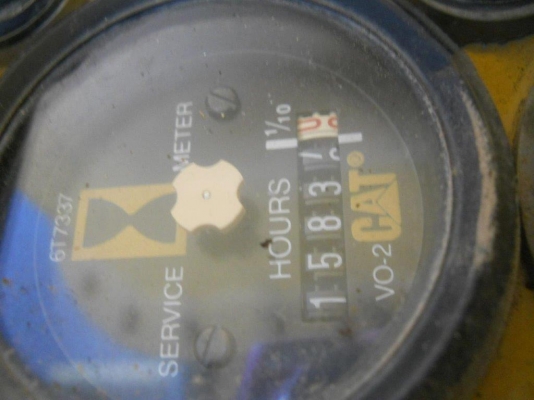 6T7337
SERVICE METER
HOURS 1/10
1583
VO-2 CAT®